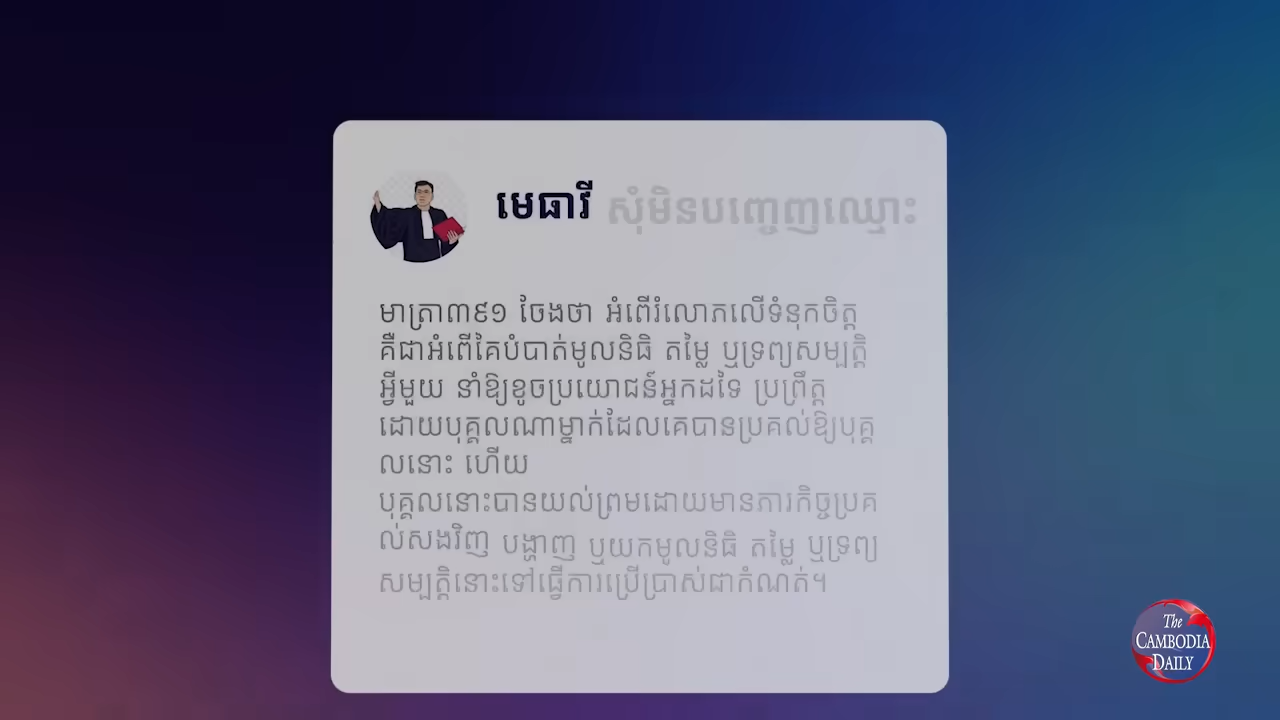 មេធាវី សុំមិនបញ្ចេញឈ្មោះ
មាត្រា៣៩១ ចែងថា អំពើរំលោភលើទំនុកចិត្ត
គឺជាអំពើគៃបំបាត់មូលនិធិ តម្លៃ ឬទ្រព្យសម្បត្តិ
អ្វីមួយ នាំឱ្យខូចប្រយោជន៍អ្នកដទៃ ប្រព្រឹត្ត
ដោយបុគ្គលណាម្នាក់ដែលគេបានប្រគល់ឱ្យបុគ្គ
លនោះ ហើយ
បុគ្គលនោះបានយល់ព្រមដោយមានភារកិច្ចប្រគ
ល់សងវិញ បង្ហាញ ឬយកមូលនិធិ តម្លៃ ឬទ្រព្យ
សម្បត្តិនោះទៅធ្វើការប្រើប្រាស់ជាកំណត់។
The
CAMBODIA
DAILY